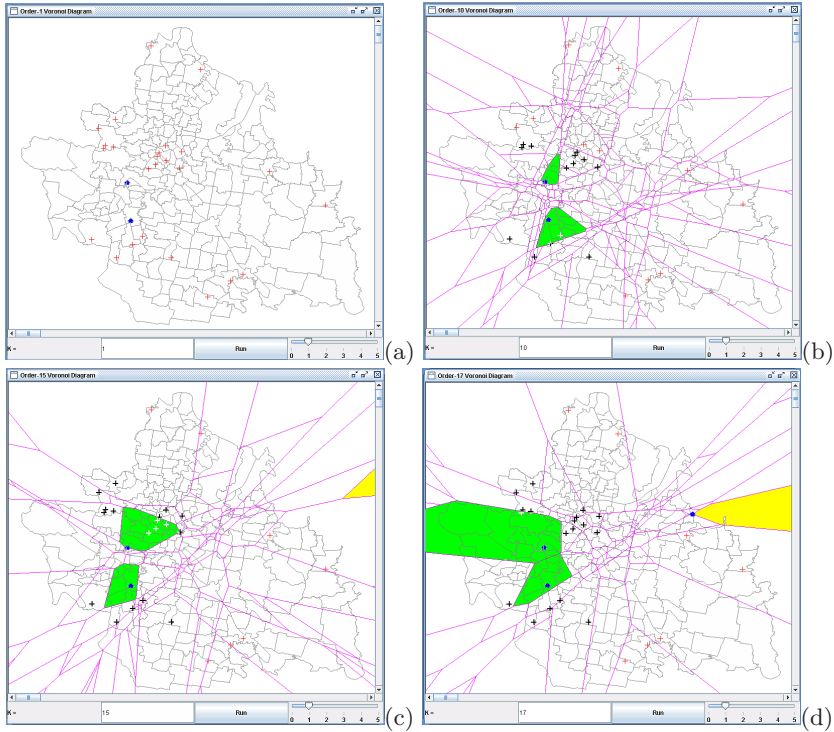 Order-1 Voronoi Diagram
K = 1 Run 0 1 2 3 4 5
(a)
Order-10 Voronoi Diagram
K = 10 Run 0 1 2 3 4 5
(b)
Order-15 Voronoi Diagram
K = 15 Run 0 1 2 3 4 5
(c)
Order-17 Voronoi Diagram
K = 17 Run 0 1 2 3 4 5
(d)